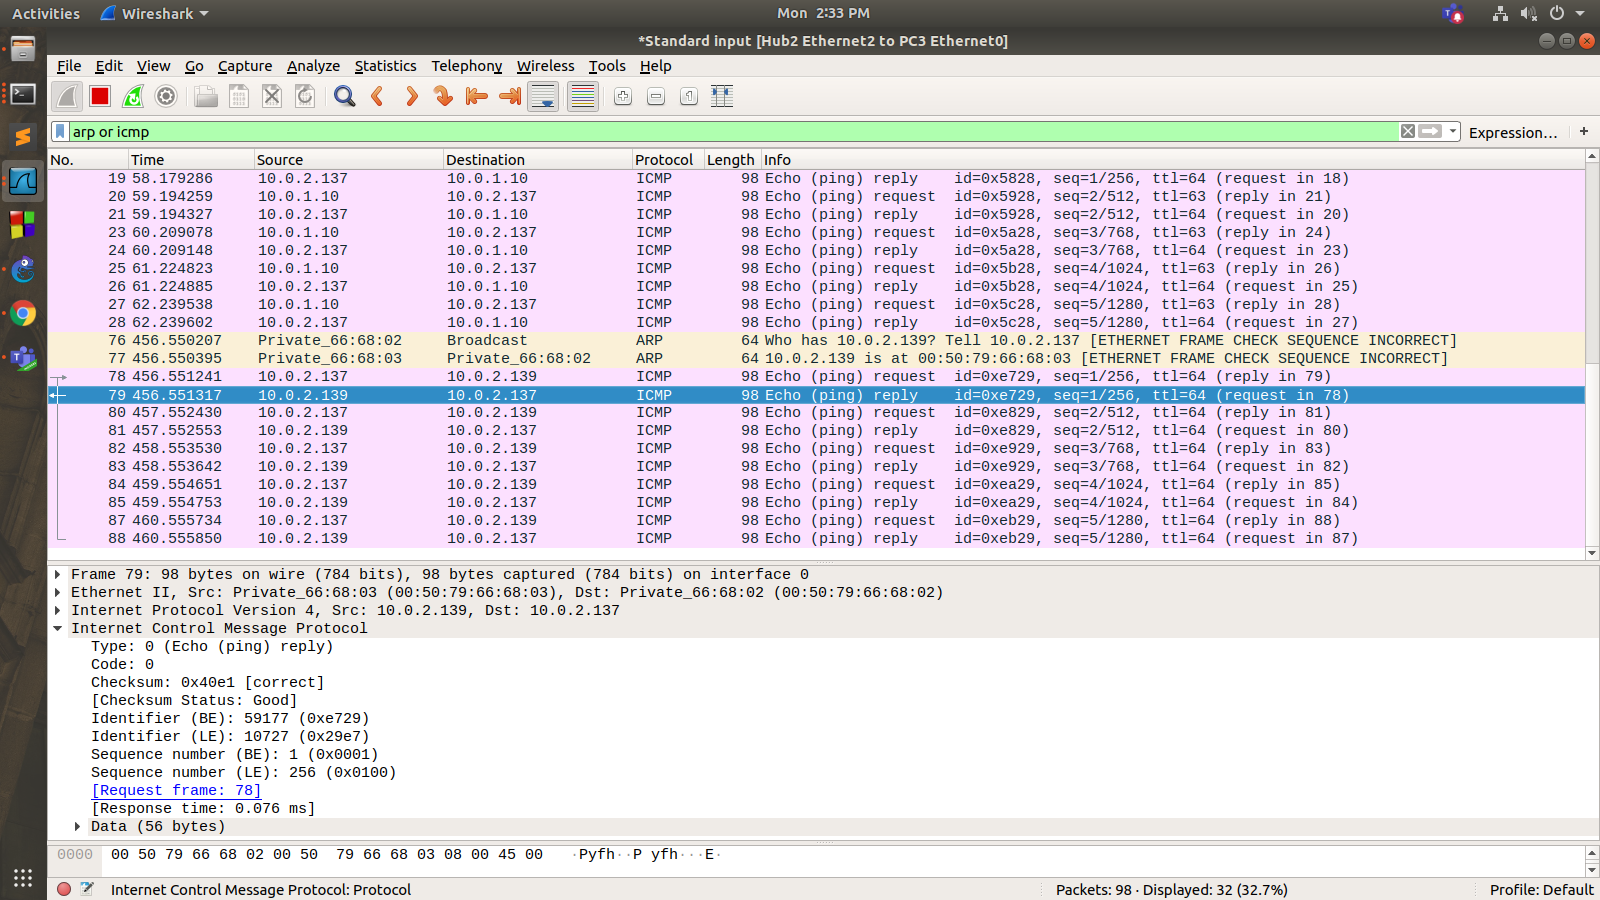 Activities Wireshark Mon 2:33 PM
*Standard input [Hub2 Ethernet2 to PC3 Ethernet0]
File Edit View Go Capture Analyze Statistics Telephony Wireless Tools Help
arp or icmp Expression… +
No. Time Source Destination Protocol Length Info
19 58.179286 10.0.2.137 10.0.1.10 ICMP 98 Echo (ping) reply id=0x5828, seq=1/256, ttl=64 (request in 18)
20 59.194259 10.0.1.10 10.0.2.137 ICMP 98 Echo (ping) request id=0x5928, seq=2/512, ttl=63 (reply in 21)
21 59.194327 10.0.2.137 10.0.1.10 ICMP 98 Echo (ping) reply id=0x5928, seq=2/512, ttl=64 (request in 20)
23 60.209078 10.0.1.10 10.0.2.137 ICMP 98 Echo (ping) request id=0x5a28, seq=3/768, ttl=63 (reply in 24)
24 60.209148 10.0.2.137 10.0.1.10 ICMP 98 Echo (ping) reply id=0x5a28, seq=3/768, ttl=64 (request in 23)
25 61.224823 10.0.1.10 10.0.2.137 ICMP 98 Echo (ping) request id=0x5b28, seq=4/1024, ttl=63 (reply in 26)
26 61.224885 10.0.2.137 10.0.1.10 ICMP 98 Echo (ping) reply id=0x5b28, seq=4/1024, ttl=64 (request in 25)
27 62.239538 10.0.1.10 10.0.2.137 ICMP 98 Echo (ping) request id=0x5c28, seq=5/1280, ttl=63 (reply in 28)
28 62.239602 10.0.2.137 10.0.1.10 ICMP 98 Echo (ping) reply id=0x5c28, seq=5/1280, ttl=64 (request in 27)
76 456.550207 Private_66:68:02 Broadcast ARP 64 Who has 10.0.2.139? Tell 10.0.2.137 [ETHERNET FRAME CHECK SEQUENCE INCORRECT]
77 456.550395 Private_66:68:03 Private_66:68:02 ARP 64 10.0.2.139 is at 00:50:79:66:68:03 [ETHERNET FRAME CHECK SEQUENCE INCORRECT]
78 456.551241 10.0.2.137 10.0.2.139 ICMP 98 Echo (ping) request id=0xe729, seq=1/256, ttl=64 (reply in 79)
79 456.551317 10.0.2.139 10.0.2.137 ICMP 98 Echo (ping) reply id=0xe729, seq=1/256, ttl=64 (request in 78)
80 457.552430 10.0.2.137 10.0.2.139 ICMP 98 Echo (ping) request id=0xe829, seq=2/512, ttl=64 (reply in 81)
81 457.552553 10.0.2.139 10.0.2.137 ICMP 98 Echo (ping) reply id=0xe829, seq=2/512, ttl=64 (request in 80)
82 458.553530 10.0.2.137 10.0.2.139 ICMP 98 Echo (ping) request id=0xe929, seq=3/768, ttl=64 (reply in 83)
83 458.553642 10.0.2.139 10.0.2.137 ICMP 98 Echo (ping) reply id=0xe929, seq=3/768, ttl=64 (request in 82)
84 459.554651 10.0.2.137 10.0.2.139 ICMP 98 Echo (ping) request id=0xea29, seq=4/1024, ttl=64 (reply in 85)
85 459.554753 10.0.2.139 10.0.2.137 ICMP 98 Echo (ping) reply id=0xea29, seq=4/1024, ttl=64 (request in 84)
87 460.555734 10.0.2.137 10.0.2.139 ICMP 98 Echo (ping) request id=0xeb29, seq=5/1280, ttl=64 (reply in 88)
88 460.555850 10.0.2.139 10.0.2.137 ICMP 98 Echo (ping) reply id=0xeb29, seq=5/1280, ttl=64 (request in 87)
Frame 79: 98 bytes on wire (784 bits), 98 bytes captured (784 bits) on interface 0
Ethernet II, Src: Private_66:68:03 (00:50:79:66:68:03), Dst: Private_66:68:02 (00:50:79:66:68:02)
Internet Protocol Version 4, Src: 10.0.2.139, Dst: 10.0.2.137
Internet Control Message Protocol
Type: 0 (Echo (ping) reply)
Code: 0
Checksum: 0x40e1 [correct]
[Checksum Status: Good]
Identifier (BE): 59177 (0xe729)
Identifier (LE): 10727 (0x29e7)
Sequence number (BE): 1 (0x0001)
Sequence number (LE): 256 (0x0100)
[Request frame: 78]
[Response time: 0.076 ms]
Data (56 bytes)
0000 00 50 79 66 68 02 00 50 79 66 68 03 08 00 45 00 ·Pyfh··P yfh···E·
Internet Control Message Protocol: Protocol Packets: 98 · Displayed: 32 (32.7%) Profile: Default